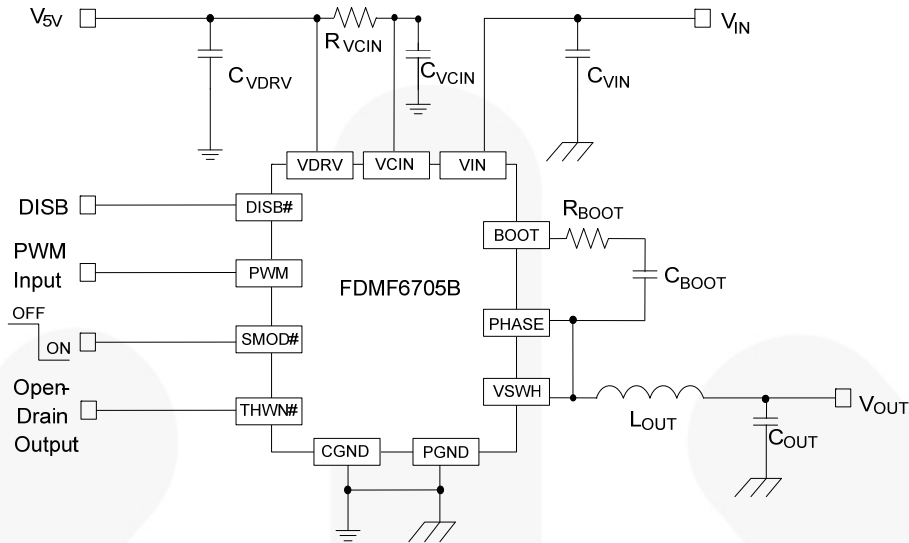 V5V
RVCIN
CVDRV
CVCIN
CVIN
VIN
VDRV
VCIN
VIN
DISB
DISB#
BOOT
RBOOT
PWM
Input
PWM
FDMF6705B
CBOOT
OFF
ON
SMOD#
PHASE
Open-
Drain
Output
THWN#
VSWH
LOUT
VOUT
COUT
CGND
PGND